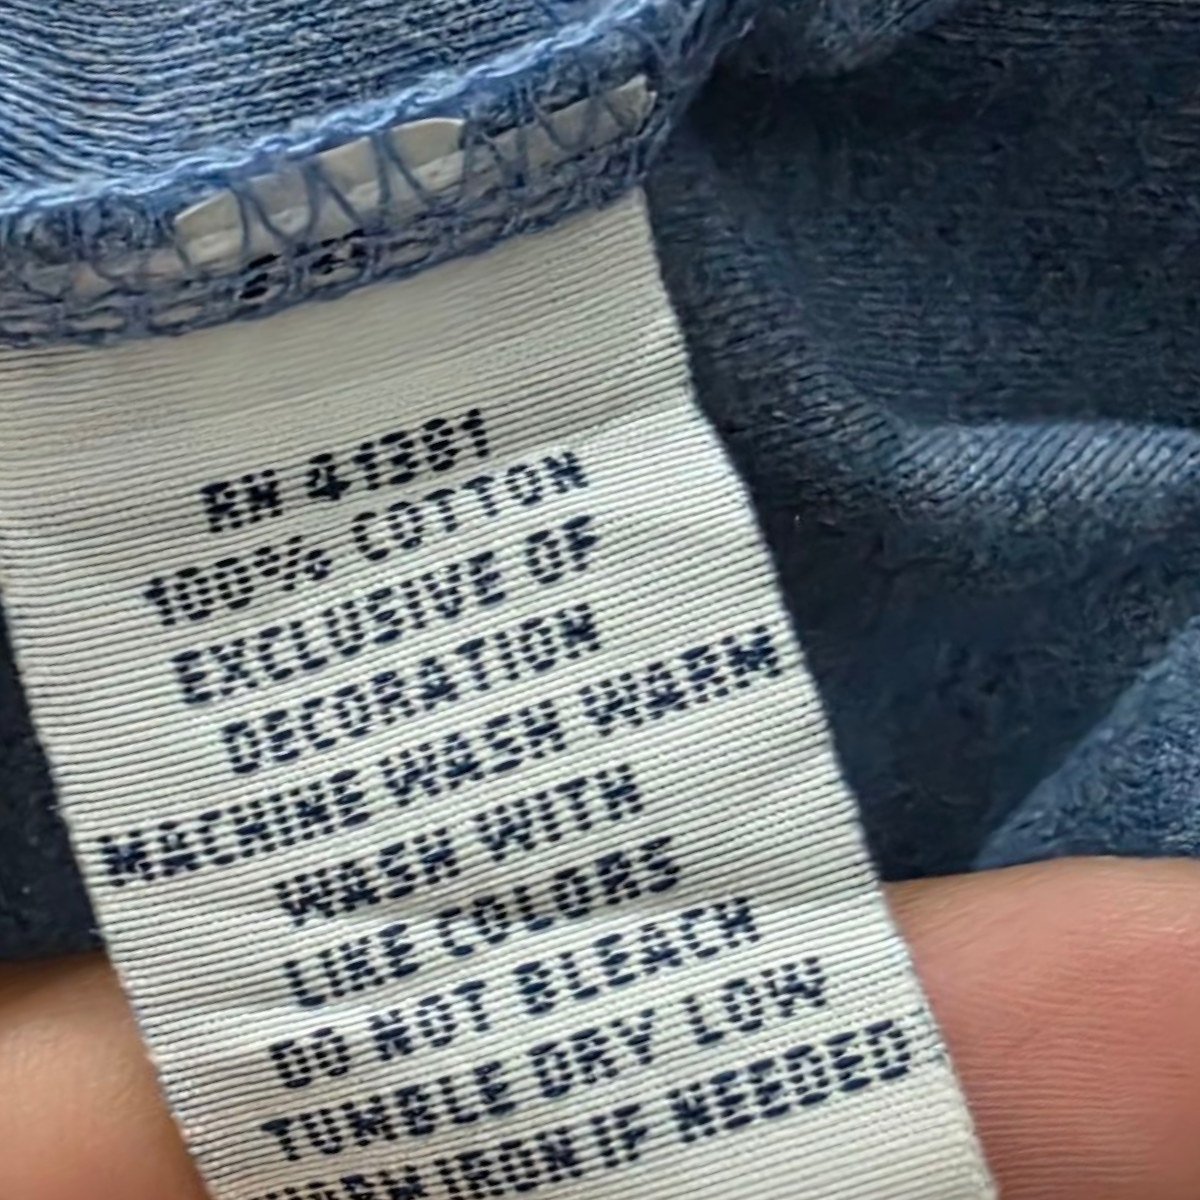 RN 41381
100% COTTON
EXCLUSIVE OF
DECORATION
MACHINE WASH WARM
WASH WITH
LIKE COLORS
DO NOT BLEACH
TUMBLE DRY LOW
WARM IRON IF NEEDED